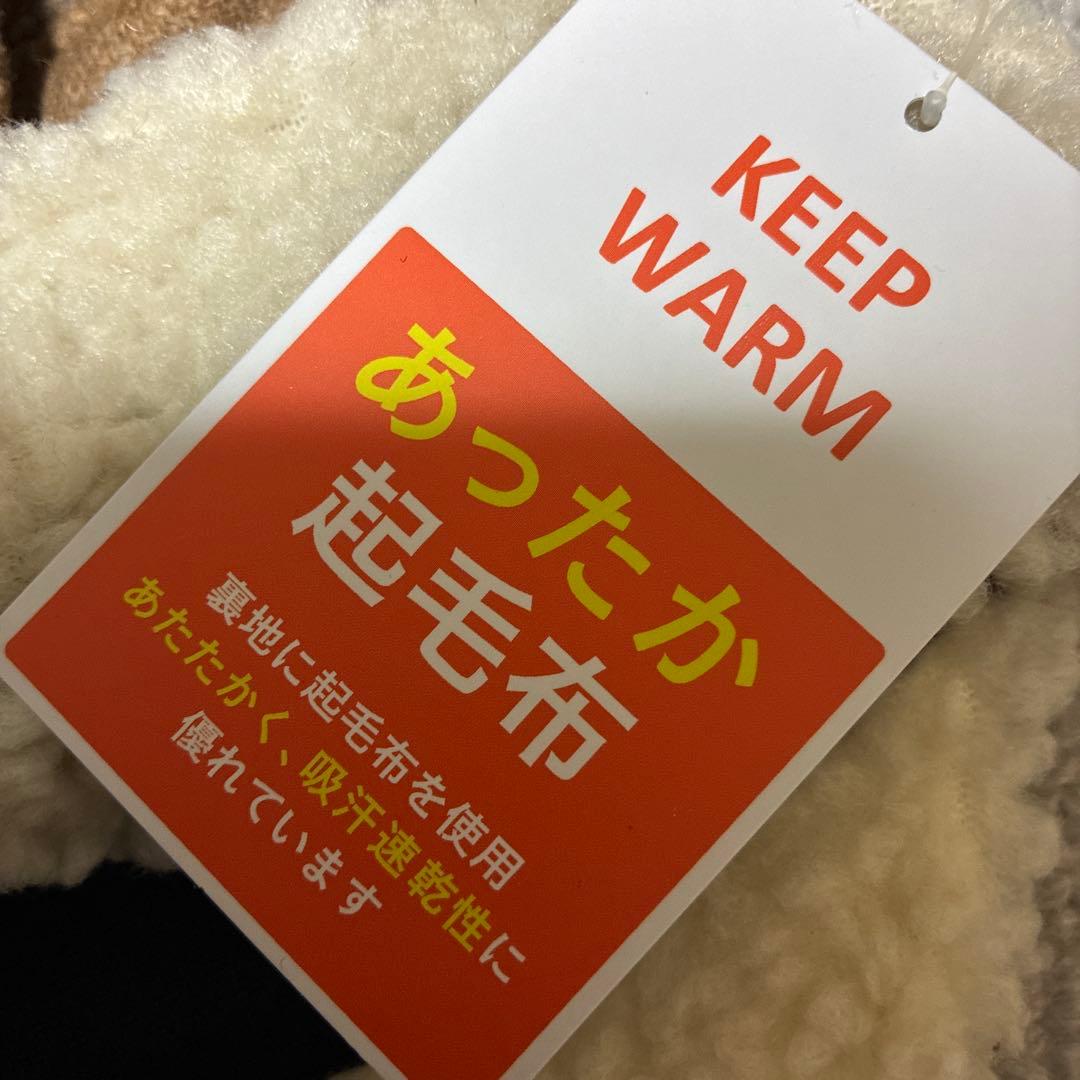 KEEP
WARM
あったか
起毛布
裏地に起毛布を使用
あたたかく、吸汗速乾性に
優れています